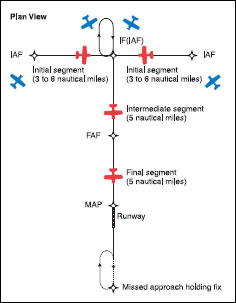 Plan View
IAF
IF(IAF)
IAF
Initial segment
(3 to 6 nautical miles)
Initial segment
(3 to 6 nautical miles)
Intermediate segment
(5 nautical miles)
FAF
Final segment
(5 nautical miles)
MAP
Runway
Missed approach holding fix